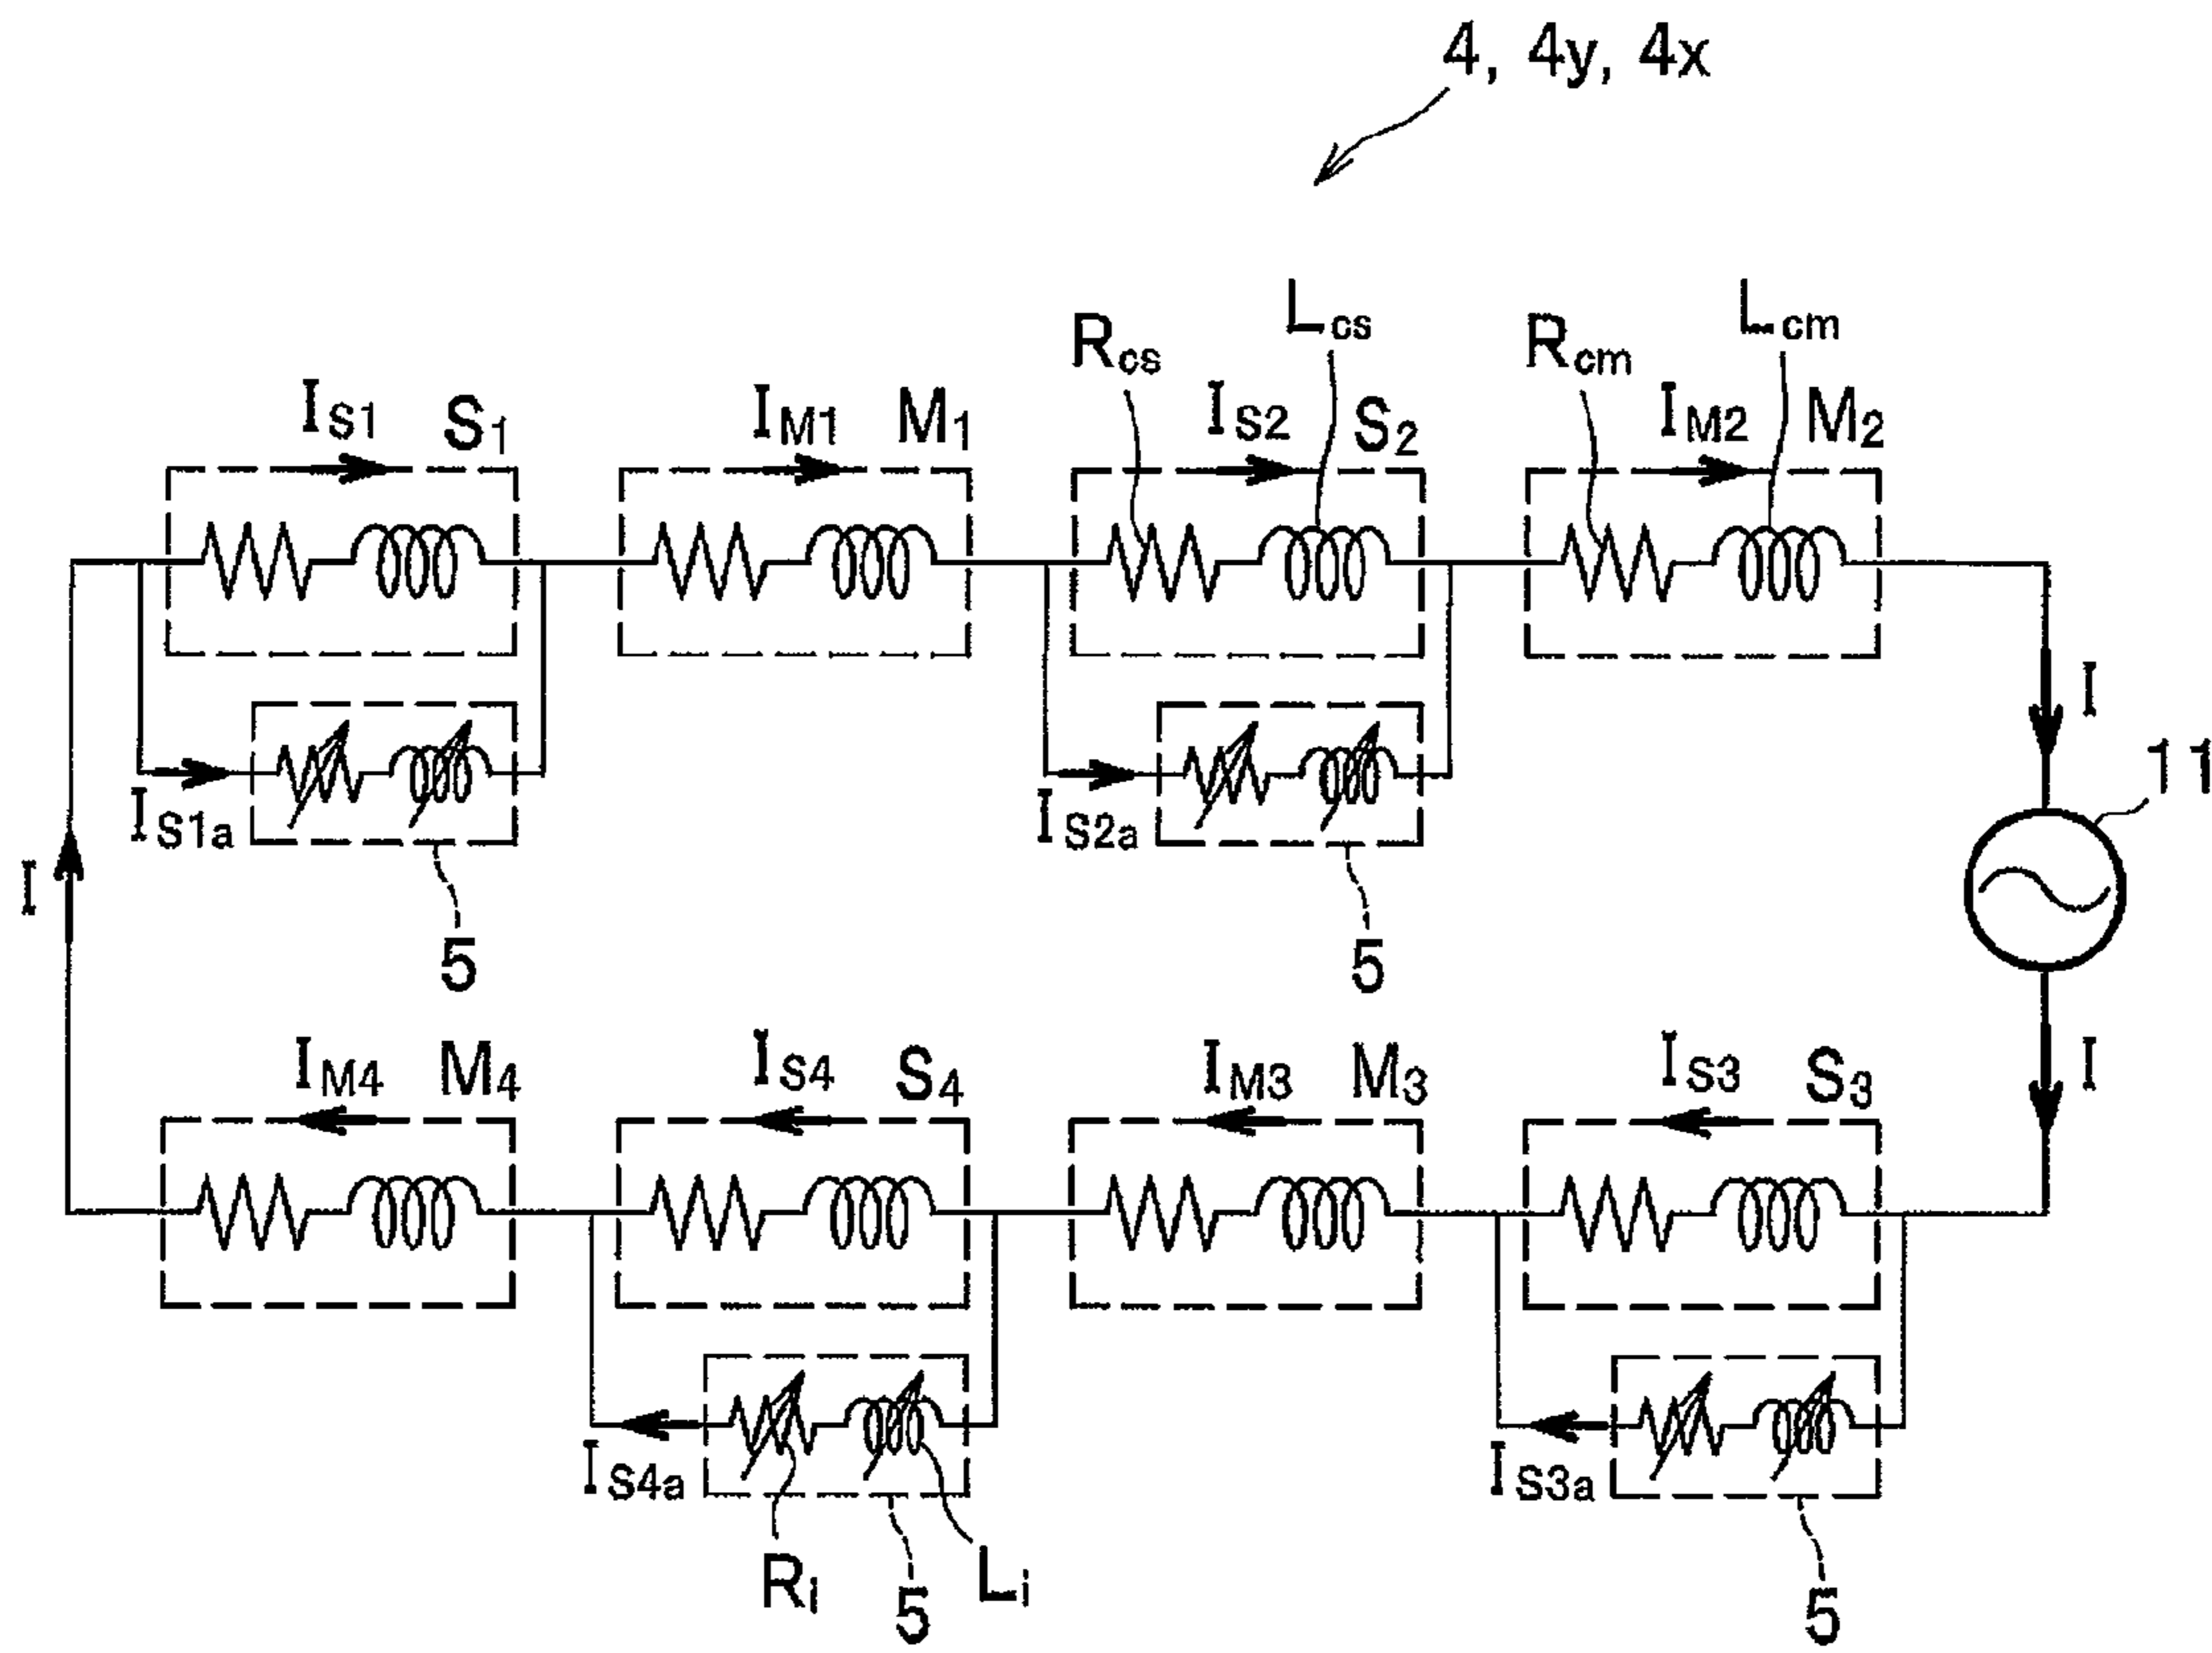 4, 4y, 4x
Rcs
Lcs
Rcm
Lcm
IS1
S1
IM1
M1
IS2
S2
IM2
M2
I
11
IS1a
5
IS2a
5
I
I
IM4
M4
IS4
S4
IM3
M3
IS3
S3
IS4a
Ri
5
Li
IS3a
5